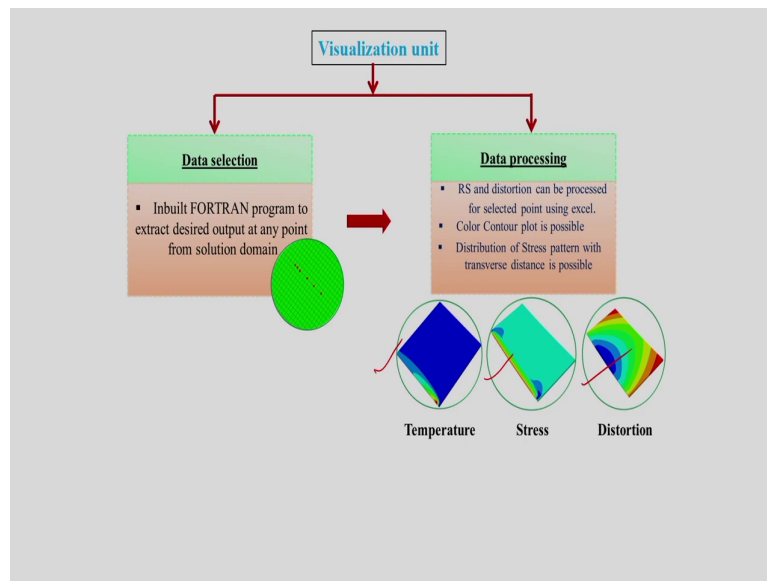 Visualization unit
Data selection
▪ Inbuilt FORTRAN program to
extract desired output at any point
from solution domain
Data processing
▪ RS and distortion can be processed
for selected point using excel.
▪ Color Contour plot is possible
▪ Distribution of Stress pattern with
transverse distance is possible
Temperature
Stress
Distortion